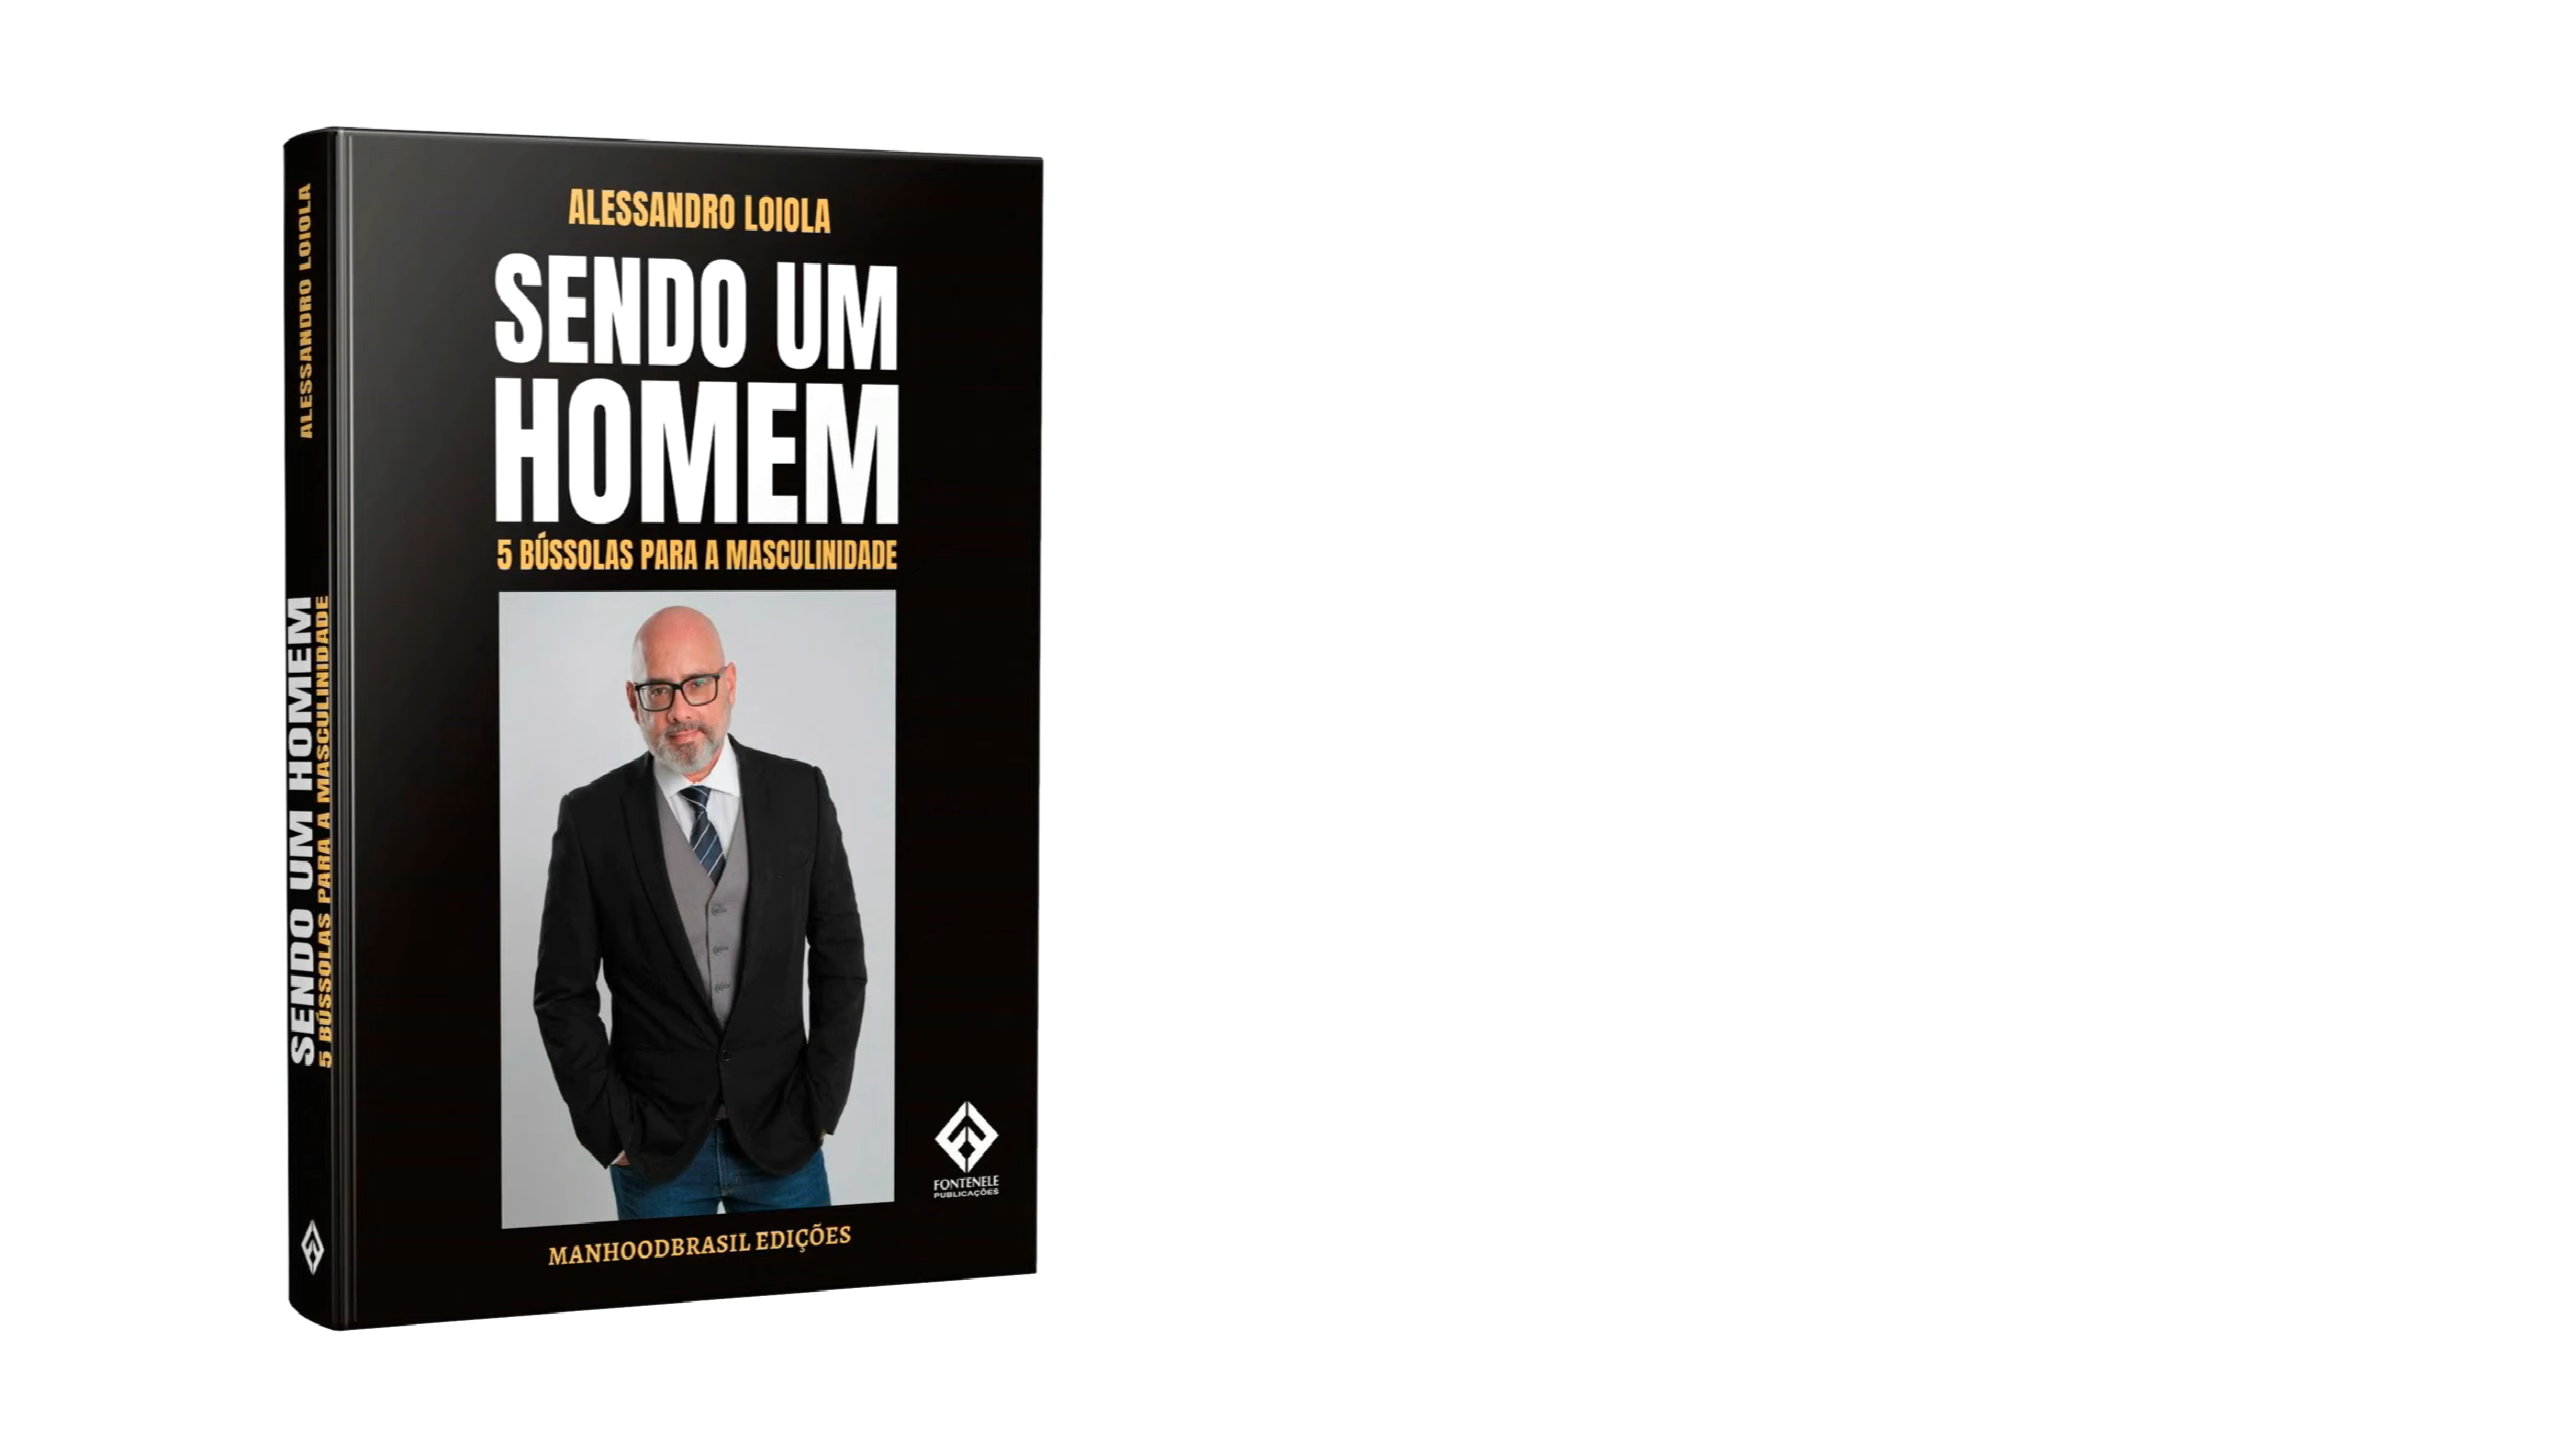 ALESSANDRO LOIOLA
SENDO UM HOMEM
5 BÚSSOLAS PARA A MASCULINIDADE
ALESSANDRO LOIOLA
SENDO UM
HOMEM
5 BÚSSOLAS PARA A MASCULINIDADE
FONTENELE
PUBLICAÇÕES
MANHOODBRASIL EDIÇÕES